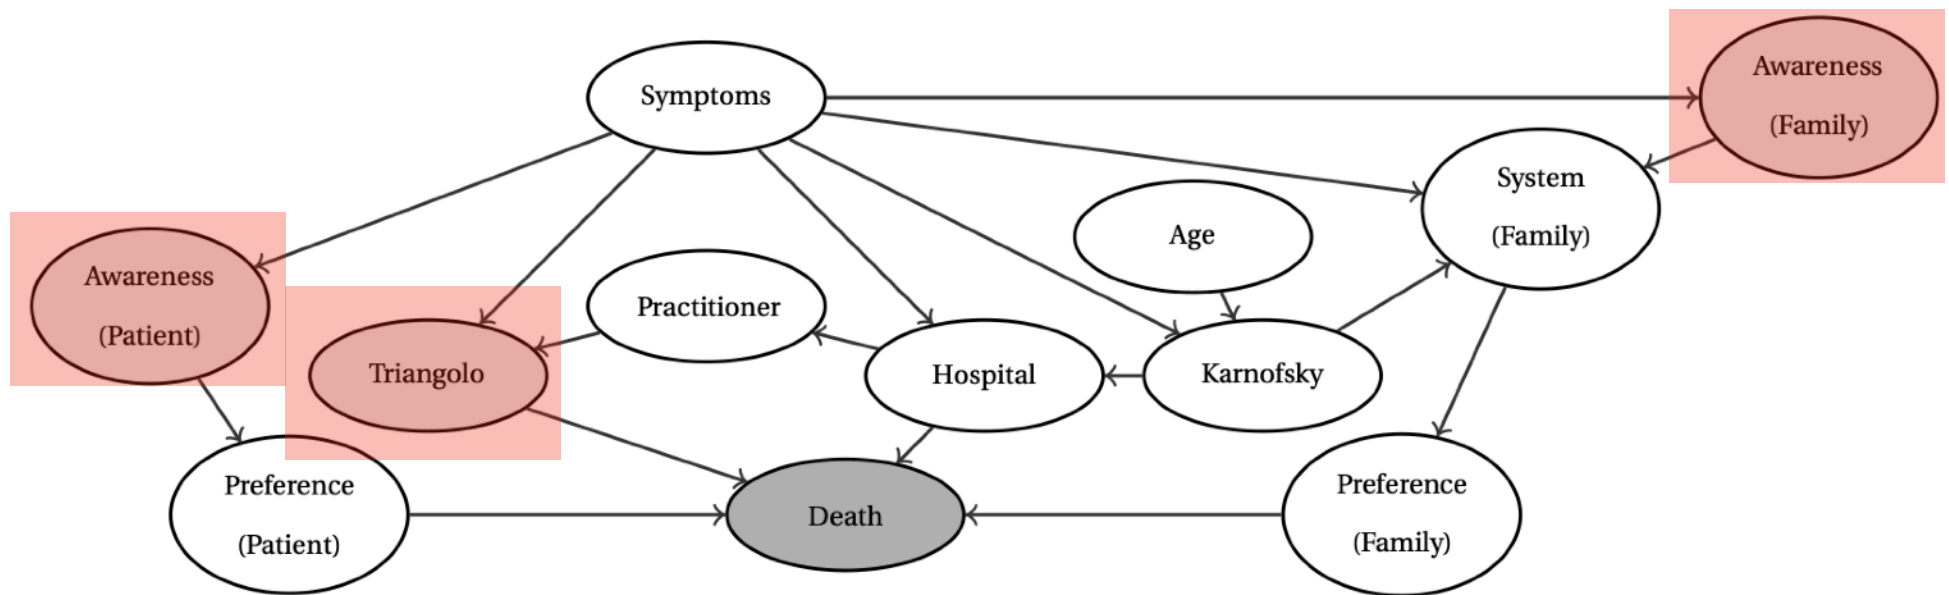 Symptoms
Awareness
(Family)
System
(Family)
Age
Awareness
(Patient)
Practitioner
Triangolo
Hospital
Karnofsky
Preference
(Patient)
Death
Preference
(Family)